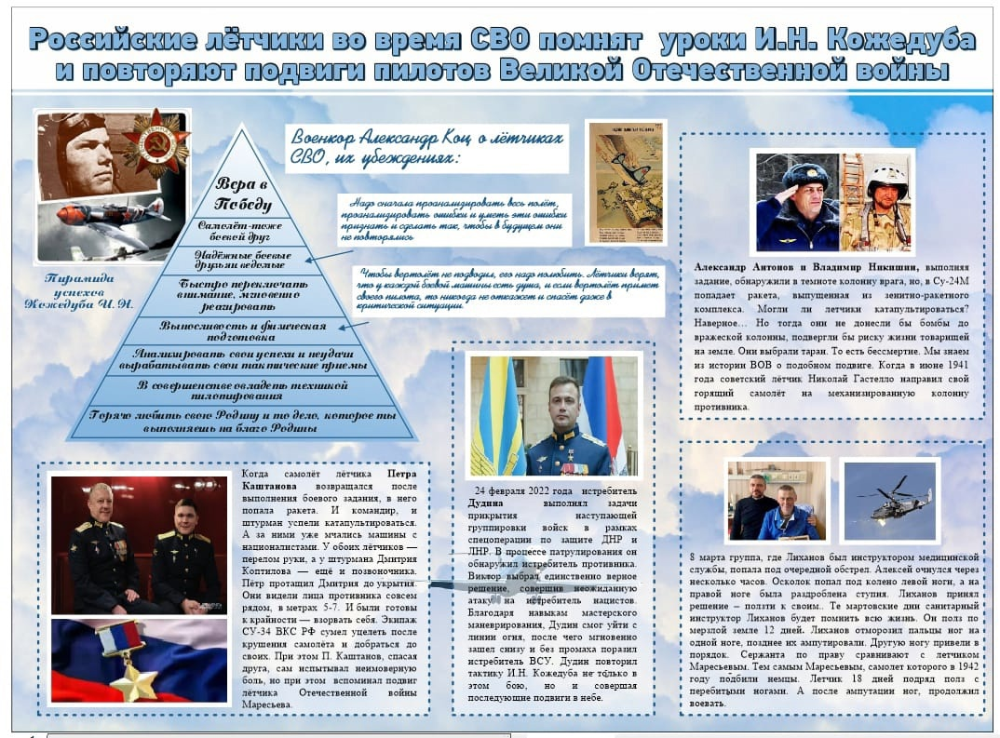 Российские лётчики во время СВО помнят уроки И.Н. Кожедуба
и повторяют подвиги пилотов Великой Отечественной войны
Пирамида
успехов
Кожедуба И.Н.
Вера в
Победу
Самолёт-тоже
боевой друг
Надёжные боевые
друзья ведомые
Быстро переключать
внимание, мгновенно
реагировать
Выносливость и физическая
подготовка
Анализировать свои успехи и неудачи
вырабатывать свои тактические приемы
В совершенстве овладеть техникой
пилотирования
Горячо любить свою Родину и то дело, которое ты
выполняешь на благо Родины
Военкор Александр Коц о лётчиках
СВО, их убеждениях:
Надо сначала проанализировать весь полёт,
проанализировать ошибки и уметь эти ошибки
признать и сделать так, чтобы в будущем они
не повторялись
Чтобы вертолёт не подводил, его надо полюбить. Лётчики верят,
что у каждой боевой машины есть душа, и если вертолёт примет
своего пилота, то никогда не откажет и спасёт даже в
критической ситуации.
Александр Антонов и Владимир Никишин, выполняя
задание, обнаружили в темноте колонну врага, но, в Су-24М
попадает ракета, выпущенная из зенитно-ракетного
комплекса. Могли ли летчики катапультироваться?
Наверное… Но тогда они не донесли бы бомбы до
вражеской колонны, подвергли бы риску жизни товарищей
на земле. Они выбрали таран. То есть бессмертие. Мы знаем
из истории ВОВ о подобном подвиге. Когда в июне 1941
года советский лётчик Николай Гастелло направил свой
горящий самолёт на механизированную колонну
противника.
Когда самолёт лётчика Петра
Каштанова возвращался после
выполнения боевого задания, в него
попала ракета. И командир, и
штурман успели катапультироваться.
А за ними уже мчались машины с
националистами. У обоих лётчиков —
перелом руки, а у штурмана Дмитрия
Коптилова — ещё и позвоночника.
Пётр протащил Дмитрия до укрытия.
Они видели лица противника совсем
рядом, в метрах 5-7. И были готовы
к крайности — взорвать себя. Экипаж
СУ-34 ВКС РФ сумел уцелеть после
крушения самолёта и добраться до
своих. При этом П. Каштанов, спасая
друга, сам испытывал неимоверную
боль, но при этом вспоминал подвиг
лётчика Отечественной войны
Маресьева.
24 февраля 2022 года истребитель
Дудина выполнял задачи
прикрытия наступающей
группировки войск в рамках
спецоперации по защите ДНР и
ЛНР. В процессе патрулирования он
обнаружил истребитель противника.
Виктор выбрал единственно верное
решение, совершив неожиданную
атаку на истребитель нацистов.
Благодаря навыкам мастерского
маневрирования, Дудин смог уйти с
линии огня, после чего мгновенно
зашел снизу и без промаха поразил
истребитель ВСУ. Дудин повторил
тактику И.Н. Кожедуба не только в
этом бою, но и совершая
последующие подвиги в небе.
8 марта группа, где Лиханов был инструктором медицинской
службы, попала под очередной обстрел. Алексей очнулся через
несколько часов. Осколок попал под колено левой ноги, а на
правой ноге была раздроблена ступня. Лиханов принял
решение – ползти к своим.. Те мартовские дни санитарный
инструктор Лиханов будет помнить всю жизнь. Он полз по
мерзлой земле 12 дней. Лиханов отморозил пальцы ног на
одной ноге, позднее их ампутировали. Другую ногу привели в
порядок. Сержанта по праву сравнивают с летчиком
Маресьевым. Тем самым Маресьевым, самолет которого в 1942
году подбили немцы. Летчик 18 дней подряд полз с
перебитыми ногами. А после ампутации ног, продолжил
воевать.